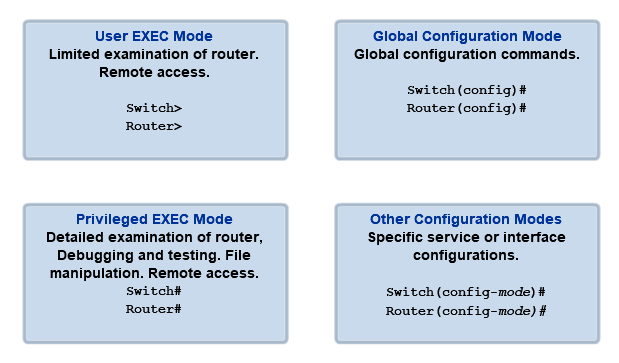 User EXEC Mode
Limited examination of router.
Remote access.
Switch>
Router>
Global Configuration Mode
Global configuration commands.
Switch(config)#
Router(config)#
Privileged EXEC Mode
Detailed examination of router,
Debugging and testing. File
manipulation. Remote access.
Switch#
Router#
Other Configuration Modes
Specific service or interface
configurations.
Switch(config-mode)#
Router(config-mode)#